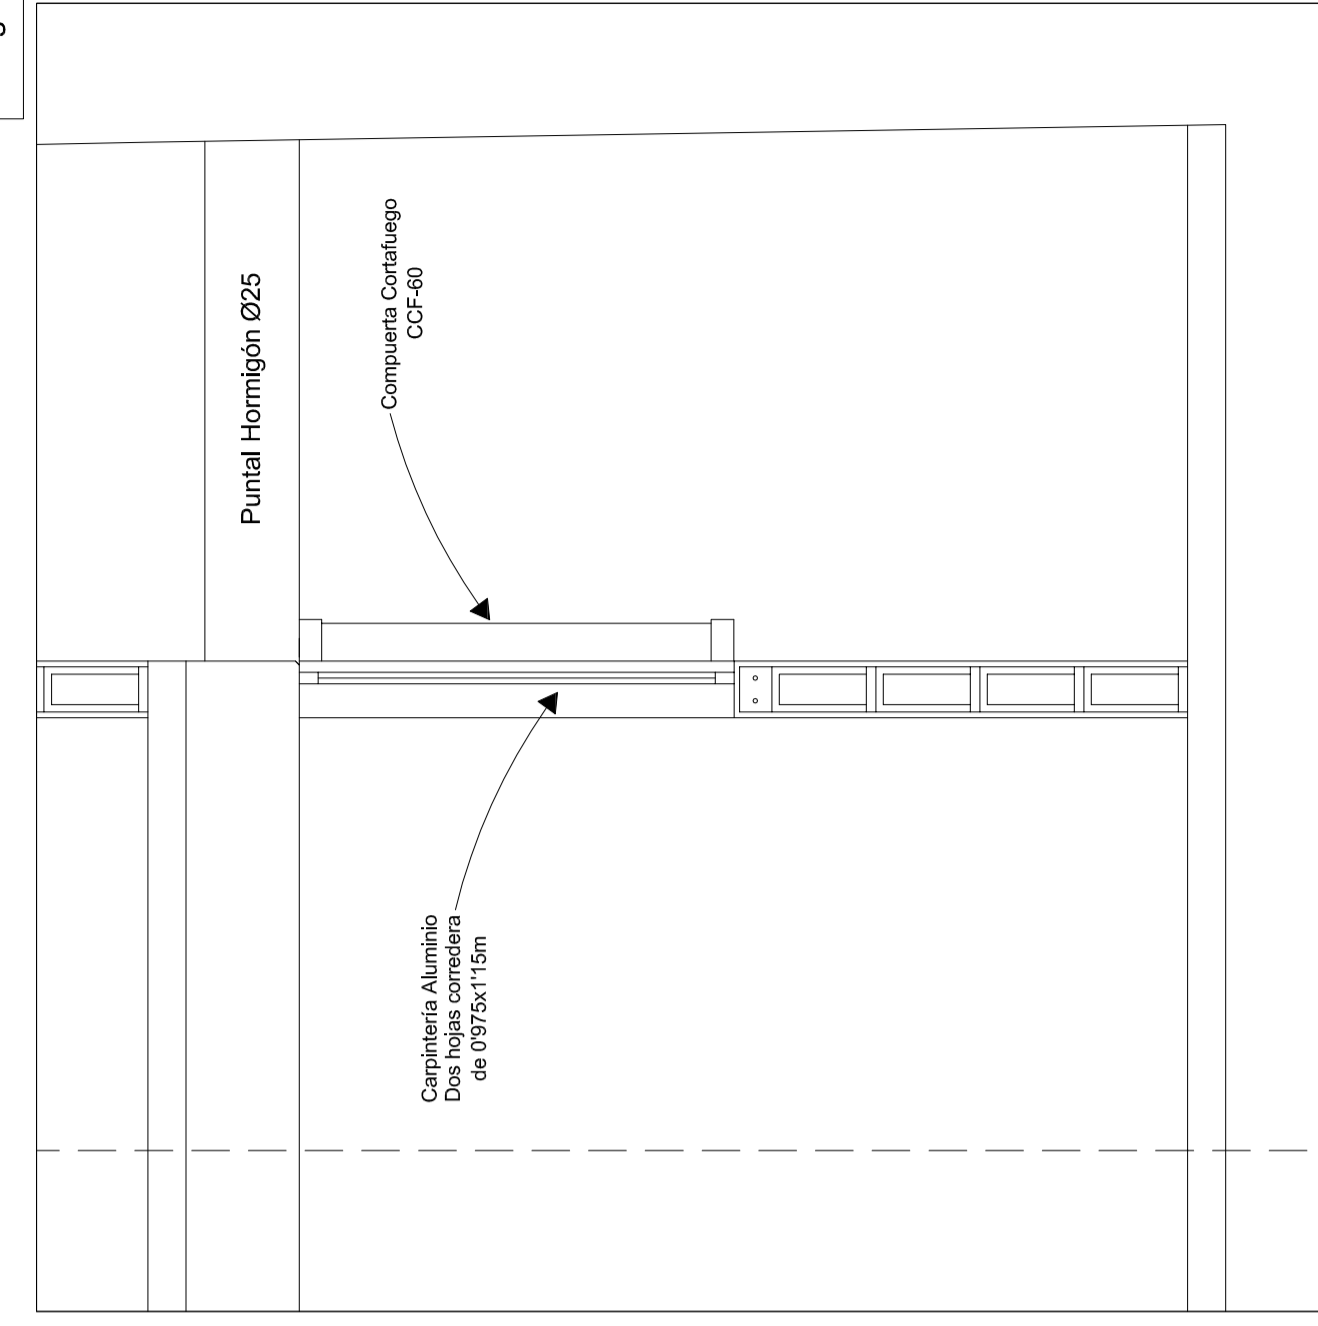 Puntal Hormigón Ø25
Compuerta Cortafuego
CCF-60
Carpintería Aluminio
Dos hojas corredera
de 0'975x1'15m